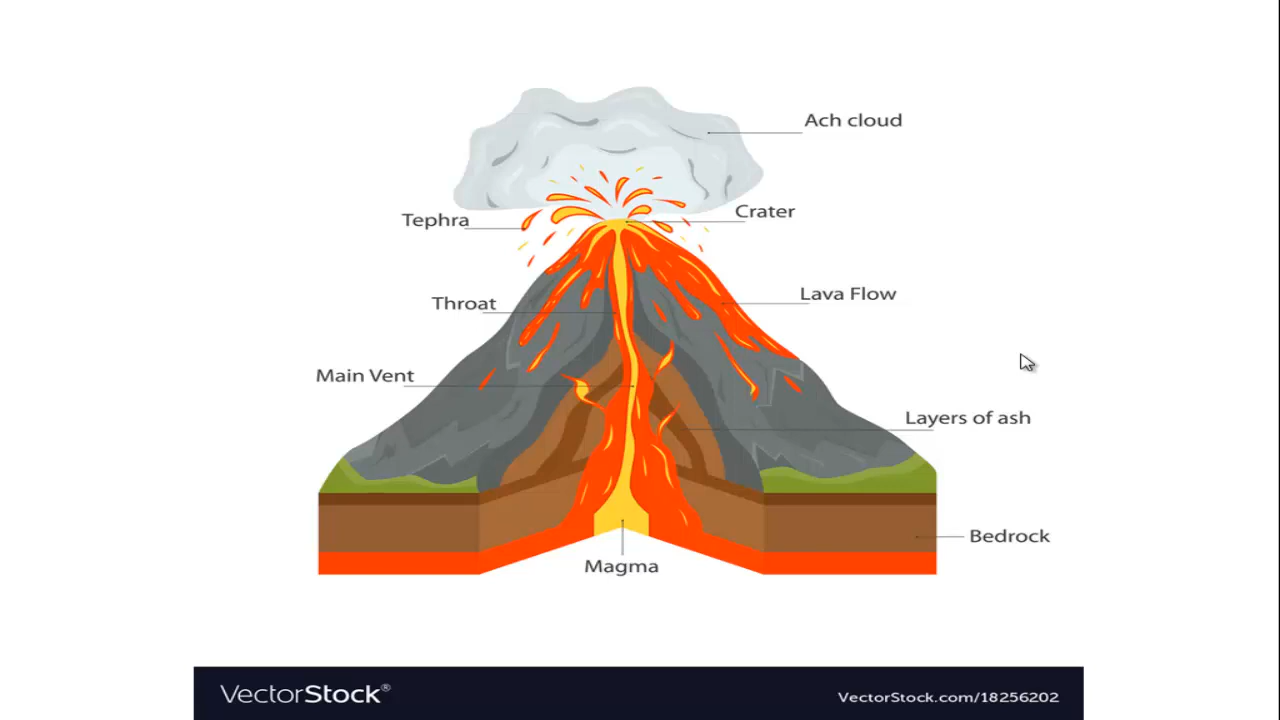 Ach cloud
Crater
Tephra
Lava Flow
Throat
Main Vent
Layers of ash
Bedrock
Magma
VectorStock®
VectorStock.com/18256202